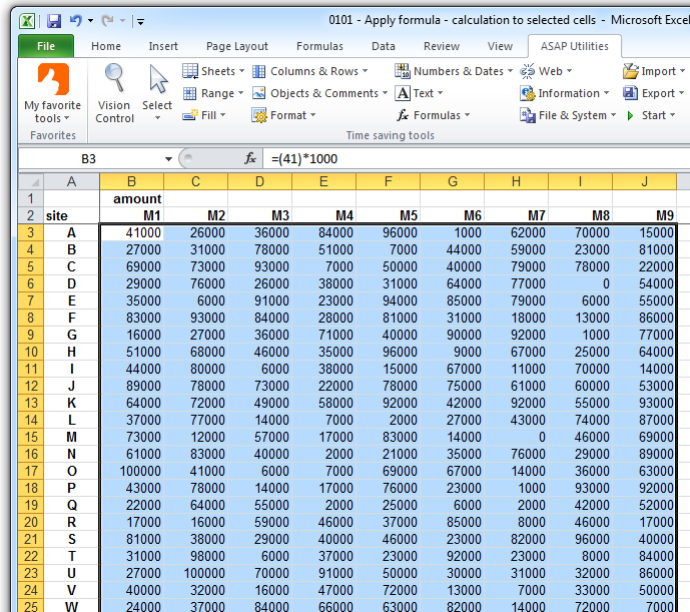 0101 - Apply formula - calculation to selected cells - Microsoft Excel
File Home Insert Page Layout Formulas Data Review View ASAP Utilities
My favorite tools Vision Control Select Sheets Columns & Rows Numbers & Dates Web Import
Range Objects & Comments Text Information Export
Fill Format Formulas File & System Start
Favorites Time saving tools
B3 fx =(41)*1000
A B C D E F G H I J
1 amount
2 site M1 M2 M3 M4 M5 M6 M7 M8 M9
3 A 41000 26000 36000 84000 96000 1000 62000 70000 15000
4 B 27000 31000 78000 51000 7000 44000 59000 23000 81000
5 C 69000 73000 93000 7000 50000 40000 79000 78000 22000
6 D 29000 76000 26000 38000 31000 64000 77000 0 54000
7 E 35000 6000 91000 23000 94000 85000 79000 6000 55000
8 F 83000 93000 84000 28000 81000 31000 18000 13000 86000
9 G 16000 27000 36000 71000 40000 90000 92000 1000 77000
10 H 51000 68000 46000 35000 96000 9000 67000 25000 64000
11 I 44000 80000 6000 38000 15000 67000 11000 70000 14000
12 J 89000 78000 73000 22000 78000 75000 61000 60000 53000
13 K 64000 72000 49000 58000 92000 42000 92000 55000 93000
14 L 37000 77000 14000 7000 2000 27000 43000 74000 87000
15 M 73000 12000 57000 17000 83000 14000 0 46000 69000
16 N 61000 83000 40000 2000 21000 35000 76000 29000 89000
17 O 100000 41000 6000 7000 69000 67000 14000 36000 63000
18 P 43000 78000 14000 17000 76000 23000 1000 93000 92000
19 Q 22000 64000 55000 2000 25000 6000 2000 42000 52000
20 R 17000 16000 59000 46000 37000 85000 8000 46000 17000
21 S 81000 38000 29000 40000 46000 23000 82000 96000 40000
22 T 31000 98000 6000 37000 23000 92000 23000 8000 84000
23 U 27000 100000 70000 91000 50000 30000 31000 32000 86000
24 V 40000 32000 16000 47000 72000 13000 7000 33000 50000
25 W 24000 37000 84000 66000 63000 82000 14000 72000 7000